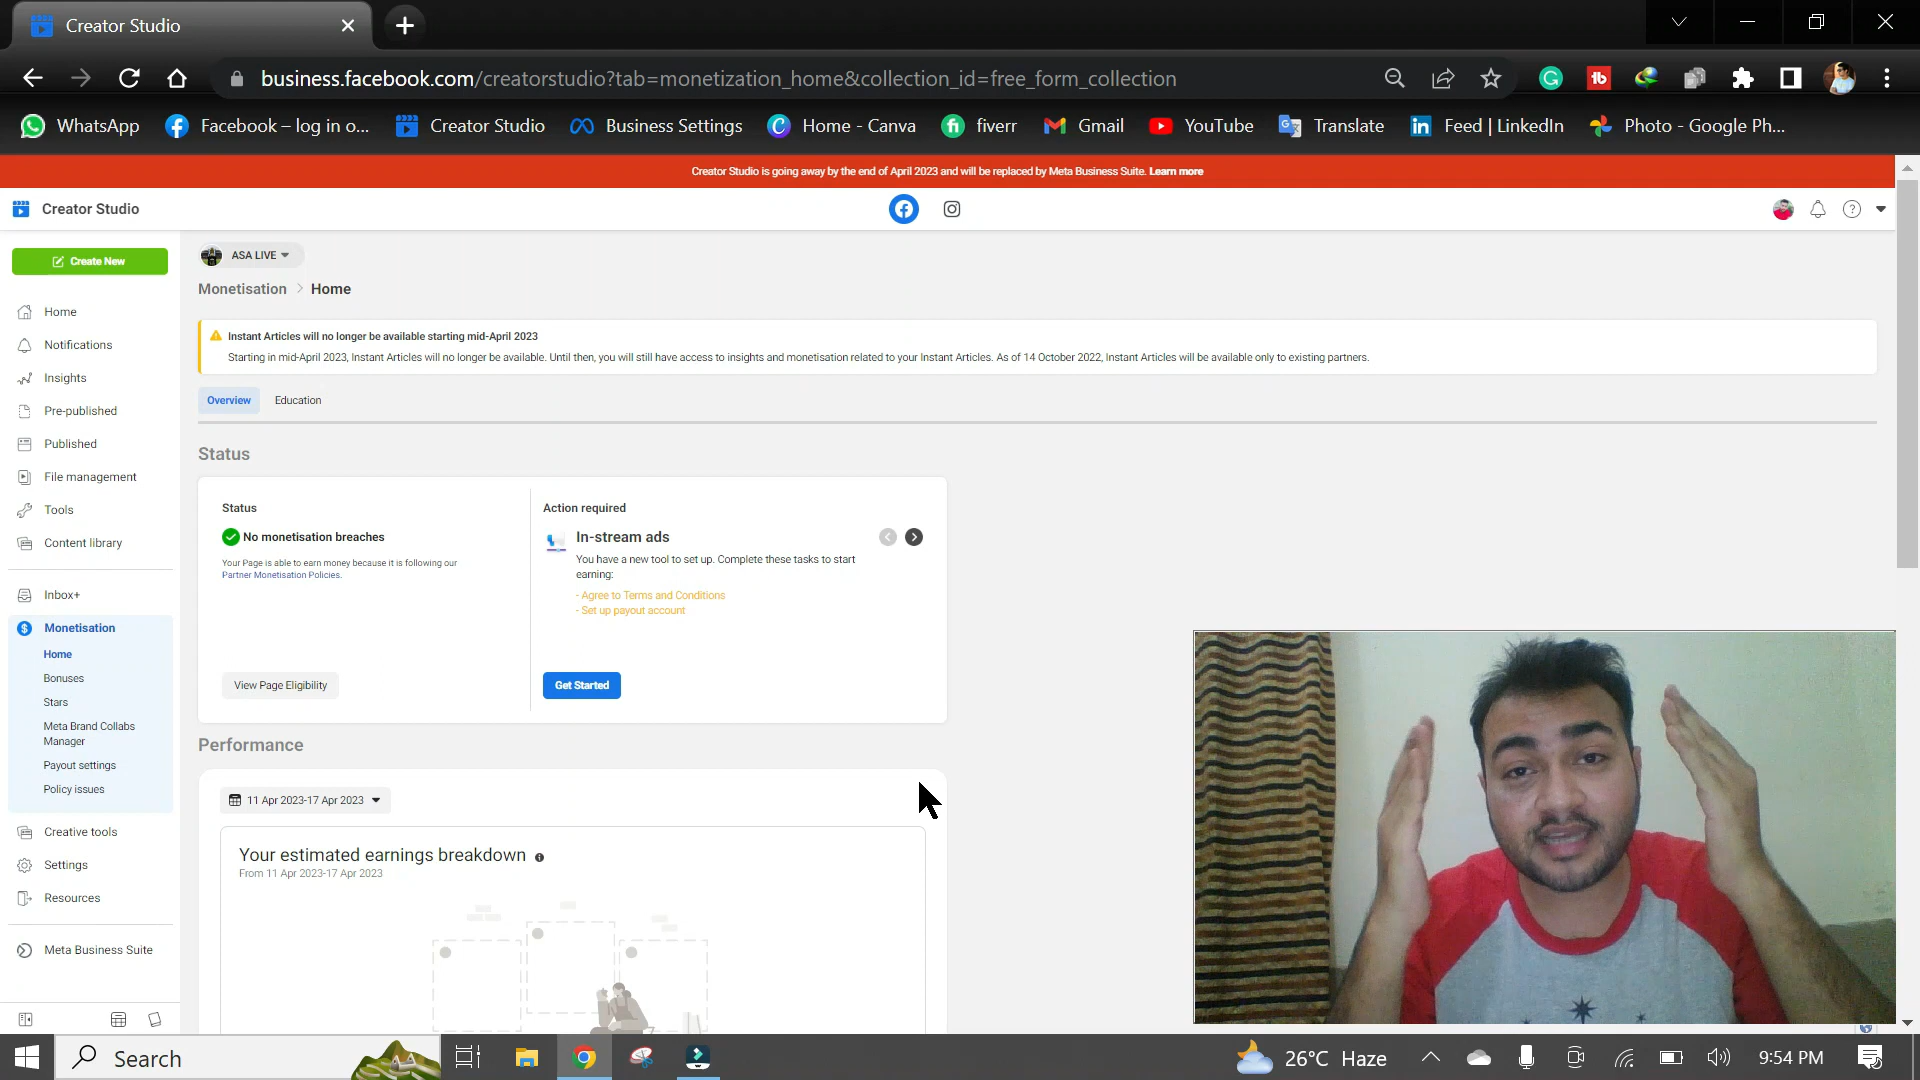 Creator Studio
business.facebook.com/creatorstudio?tab=monetization_home&collection_id=free_form_collection
WhatsApp
Facebook – log in o...
Creator Studio
Business Settings
Home - Canva
fiverr
Gmail
YouTube
Translate
Feed | LinkedIn
Photo - Google Ph...
Creator Studio is going away by the end of April 2023 and will be replaced by Meta Business Suite. Learn more
Creator Studio
Create New
Home
Notifications
Insights
Pre-published
Published
File management
Tools
Content library
Inbox+
Monetisation
Home
Bonuses
Stars
Meta Brand Collabs
Manager
Payout settings
Policy issues
Creative tools
Settings
Resources
Meta Business Suite
ASA LIVE
Monetisation > Home
Instant Articles will no longer be available starting mid-April 2023
Starting in mid-April 2023, Instant Articles will no longer be available. Until then, you will still have access to insights and monetisation related to your Instant Articles. As of 14 October 2022, Instant Articles will be available only to existing partners.
Overview
Education
Status
Status
No monetisation breaches
Your Page is able to earn money because it is following our
Partner Monetisation Policies.
View Page Eligibility
Action required
In-stream ads
You have a new tool to set up. Complete these tasks to start
earning:
- Agree to Terms and Conditions
- Set up payout account
Get Started
Performance
11 Apr 2023-17 Apr 2023
Your estimated earnings breakdown
From 11 Apr 2023-17 Apr 2023
Search
26°C Haze
9:54 PM